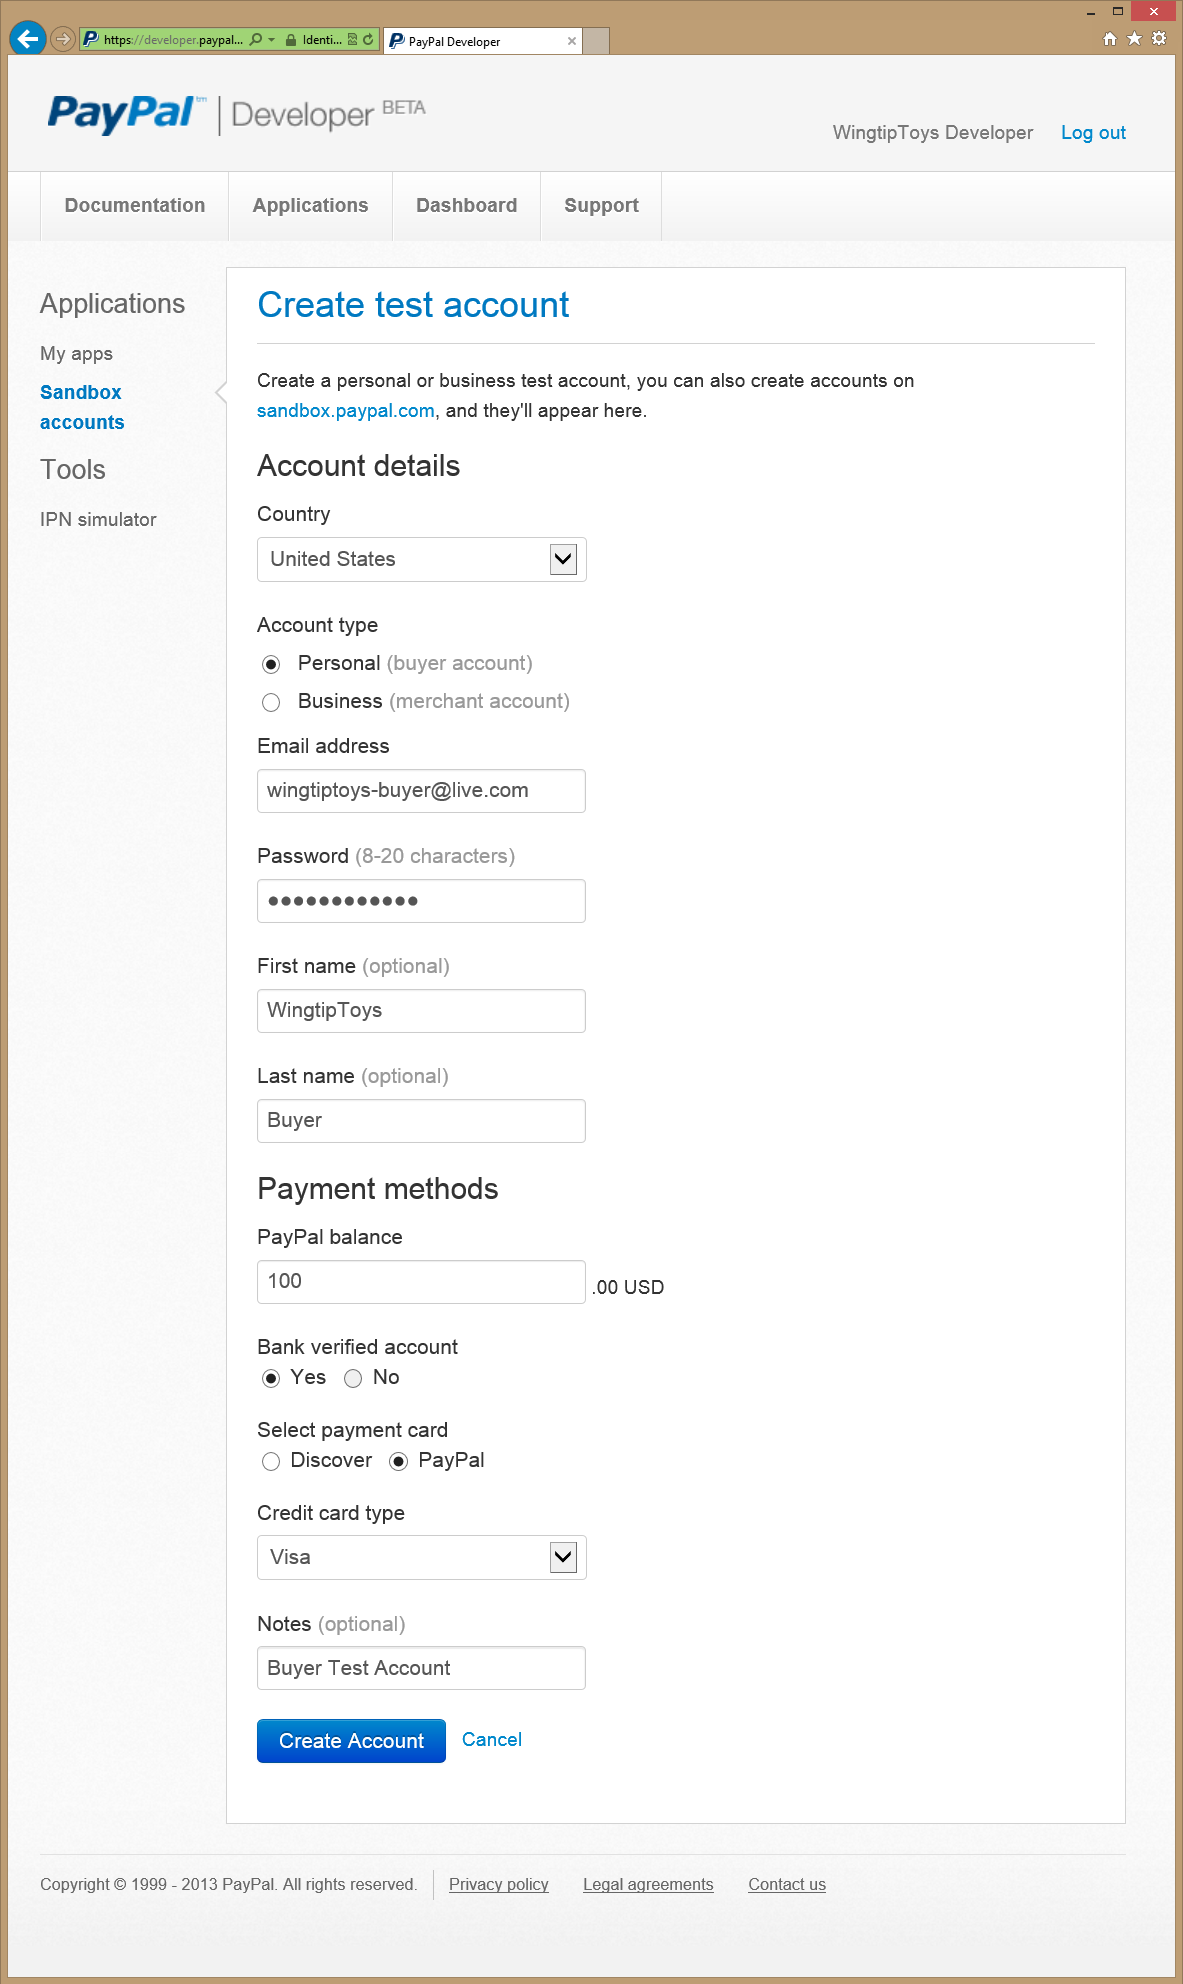 https://developer.paypal... Identi... PayPal Developer
PayPal™ Developer BETA
WingtipToys Developer Log out
Documentation Applications Dashboard Support
Applications
My apps
Sandbox
accounts
Tools
IPN simulator
Create test account
Create a personal or business test account, you can also create accounts on
sandbox.paypal.com, and they'll appear here.
Account details
Country
United States
Account type
Personal (buyer account)
Business (merchant account)
Email address
wingtiptoys-buyer@live.com
Password (8-20 characters)
●●●●●●●●●●●●
First name (optional)
WingtipToys
Last name (optional)
Buyer
Payment methods
PayPal balance
100 .00 USD
Bank verified account
Yes No
Select payment card
Discover PayPal
Credit card type
Visa
Notes (optional)
Buyer Test Account
Create Account Cancel
Copyright © 1999 - 2013 PayPal. All rights reserved. Privacy policy Legal agreements Contact us